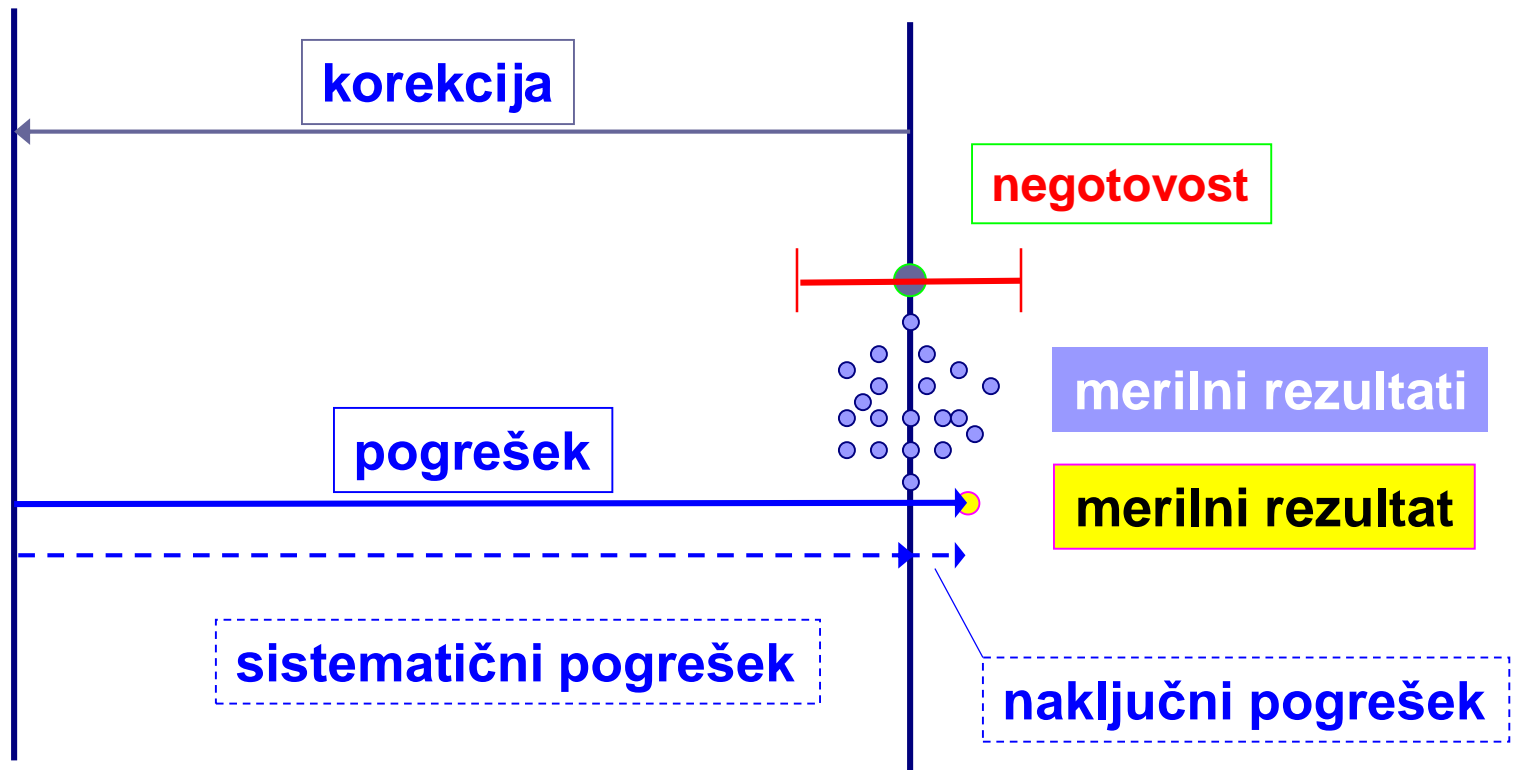 korekcija
negotovost
merilni rezultati
pogrešek
merilni rezultat
sistematični pogrešek
naključni pogrešek